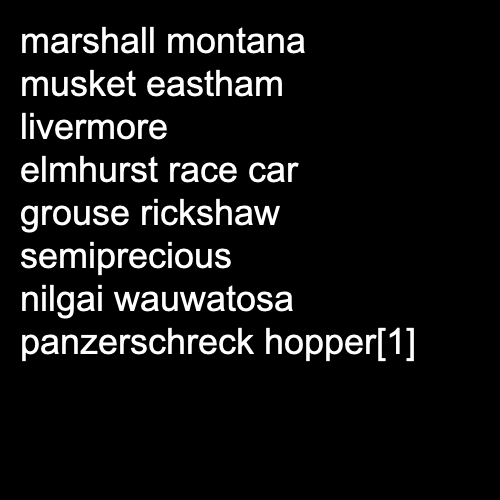 marshall montana
musket eastham
livermore
elmhurst race car
grouse rickshaw
semiprecious
nilgai wauwatosa
panzerschreck hopper[1]